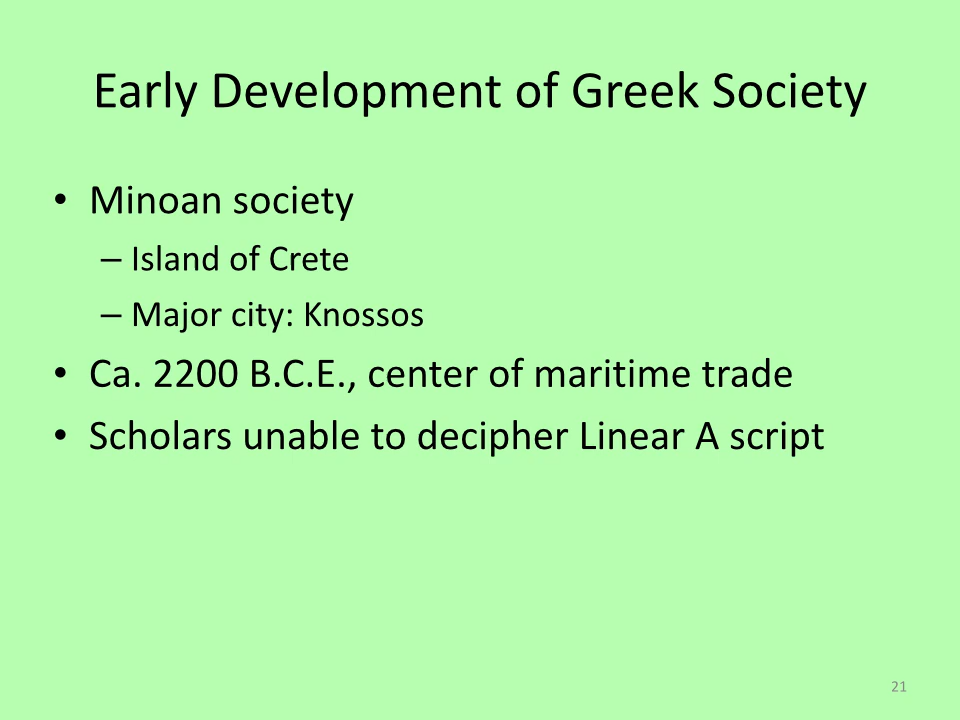 Early Development of Greek Society
• Minoan society
– Island of Crete
– Major city: Knossos
• Ca. 2200 B.C.E., center of maritime trade
• Scholars unable to decipher Linear A script
21